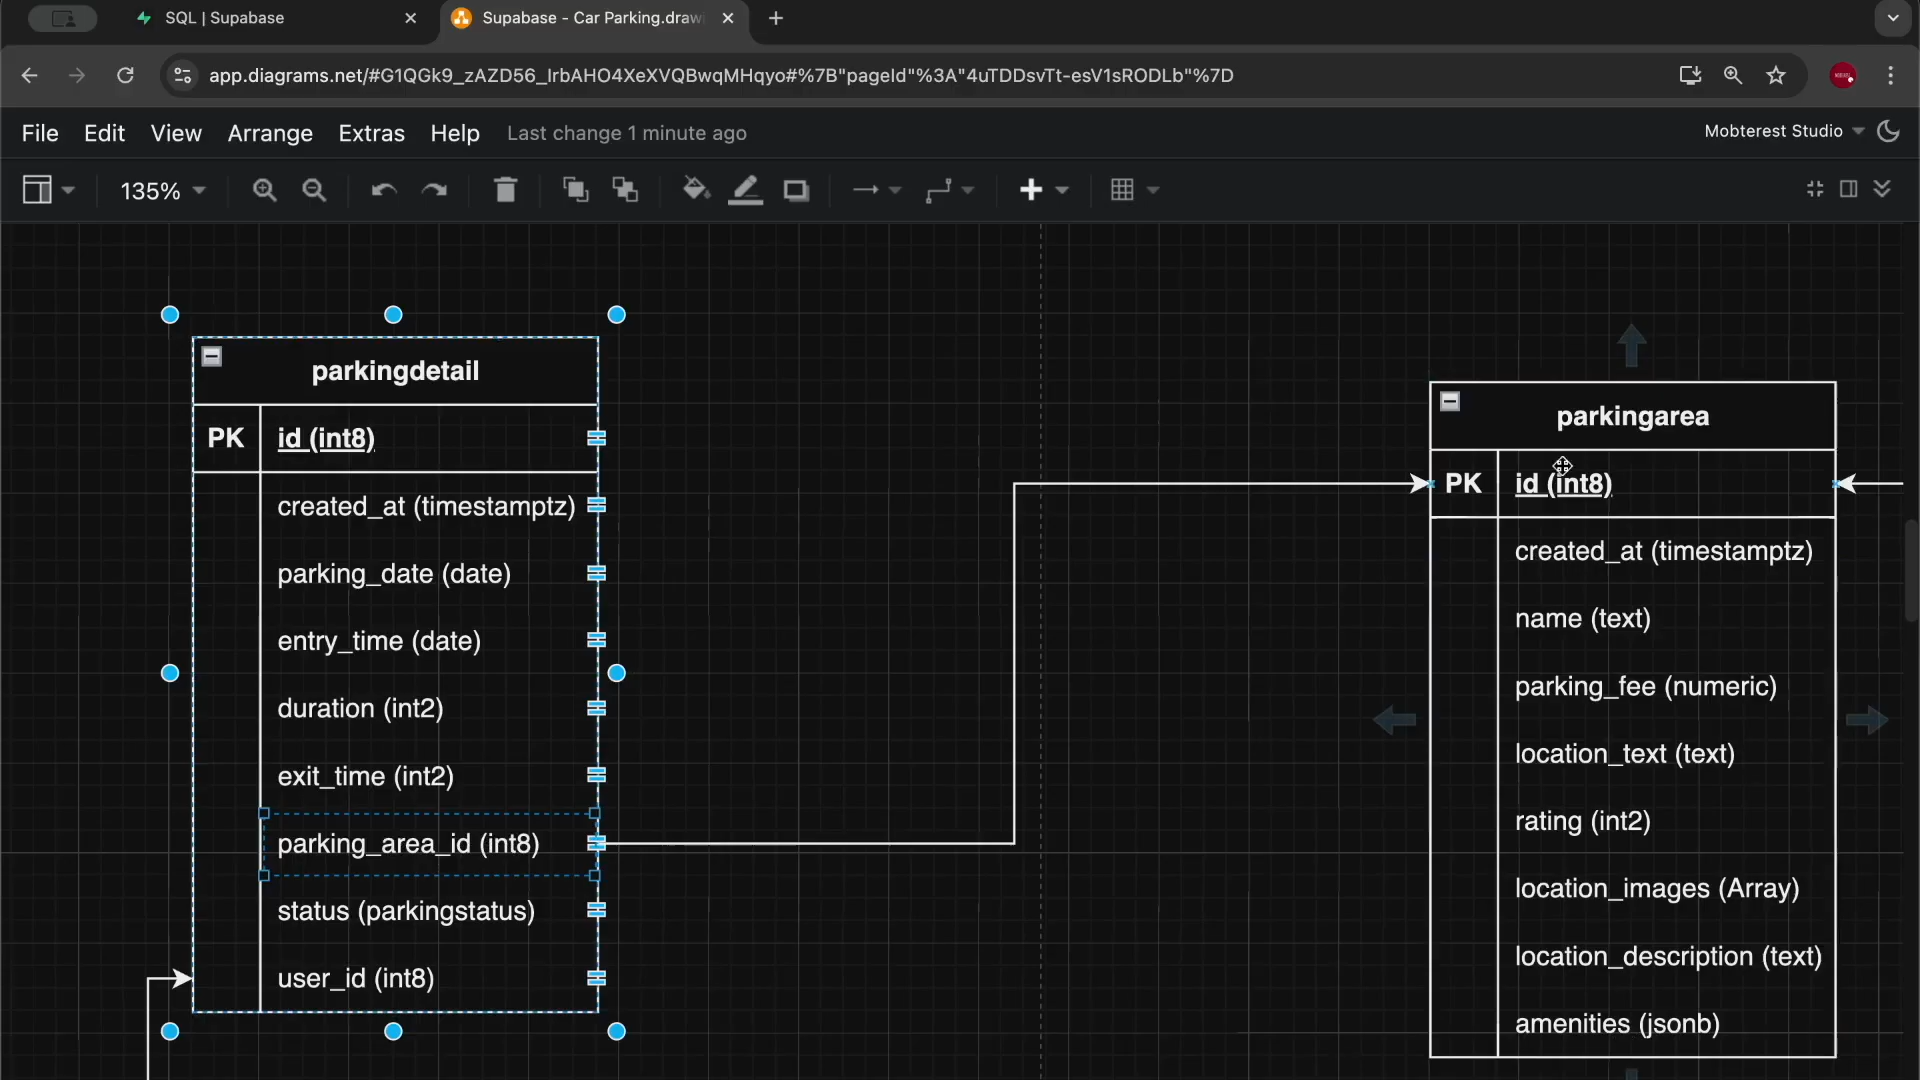 SQL | Supabase
Supabase - Car Parking.draw
app.diagrams.net/#G1QGk9_zAZD56_IrbAHO4XeXVQBwqMHqyo#%7B"pageId"%3A"4uTDDsvTt-esV1sRODLb"%7D
File Edit View Arrange Extras Help Last change 1 minute ago
Mobterest Studio
135%
parkingdetail
PK id (int8)
created_at (timestamptz)
parking_date (date)
entry_time (date)
duration (int2)
exit_time (int2)
parking_area_id (int8)
status (parkingstatus)
user_id (int8)
parkingarea
PK id (int8)
created_at (timestamptz)
name (text)
parking_fee (numeric)
location_text (text)
rating (int2)
location_images (Array)
location_description (text)
amenities (jsonb)